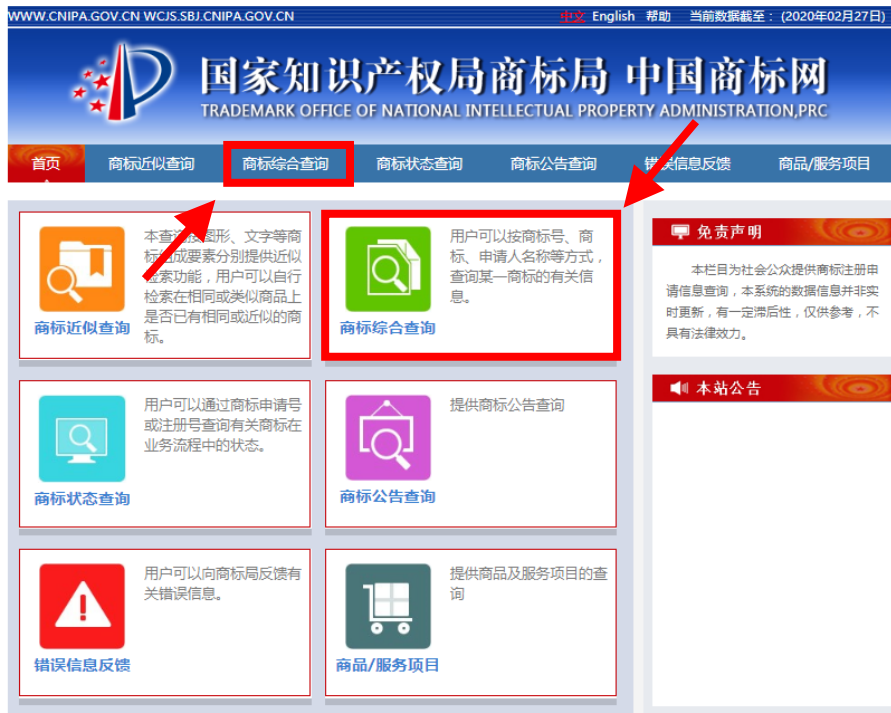 WWW.CNIPA.GOV.CN WCJS.SBJ.CNIPA.GOV.CN 中文 English 帮助 当前数据截至：(2020年02月27日)
国家知识产权局商标局 中国商标网
TRADEMARK OFFICE OF NATIONAL INTELLECTUAL PROPERTY ADMINISTRATION,PRC
首页 商标近似查询 商标综合查询 商标状态查询 商标公告查询 错误信息反馈 商品/服务项目
本查询按图形、文字等商
标组成要素分别提供近似
检索功能，用户可以自行
检索在相同或类似商品上
是否已有相同或近似的商
标。
商标近似查询
用户可以按商标号、商
标、申请人名称等方式，
查询某一商标的有关信
息。
商标综合查询
用户可以通过商标申请号
或注册号查询有关商标在
业务流程中的状态。
商标状态查询
提供商标公告查询
商标公告查询
用户可以向商标局反馈有
关错误信息。
错误信息反馈
提供商品及服务项目的查
询
商品/服务项目
免责声明
本栏目为社会公众提供商标注册申
请信息查询，本系统的数据信息并非实
时更新，有一定滞后性，仅供参考，不
具有法律效力。
本站公告